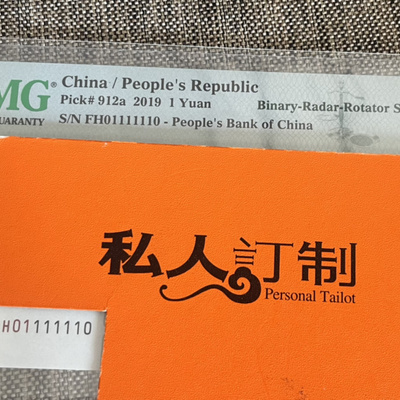 MG® China / People's Republic
Pick# 912a 2019 1 Yuan Binary-Radar-Rotator S
UARANTY S/N FH01111110 - People's Bank of China
私人訂制
Personal Tailot
H01111110